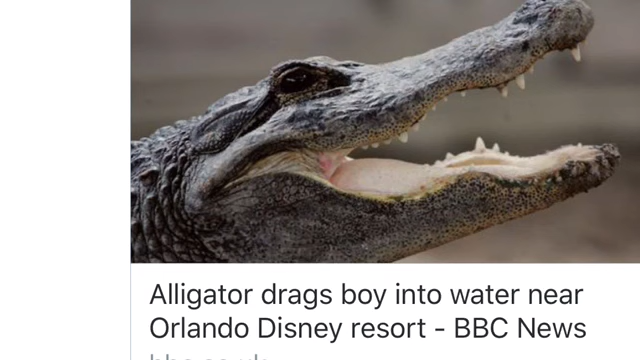 Alligator drags boy into water near
Orlando Disney resort - BBC News